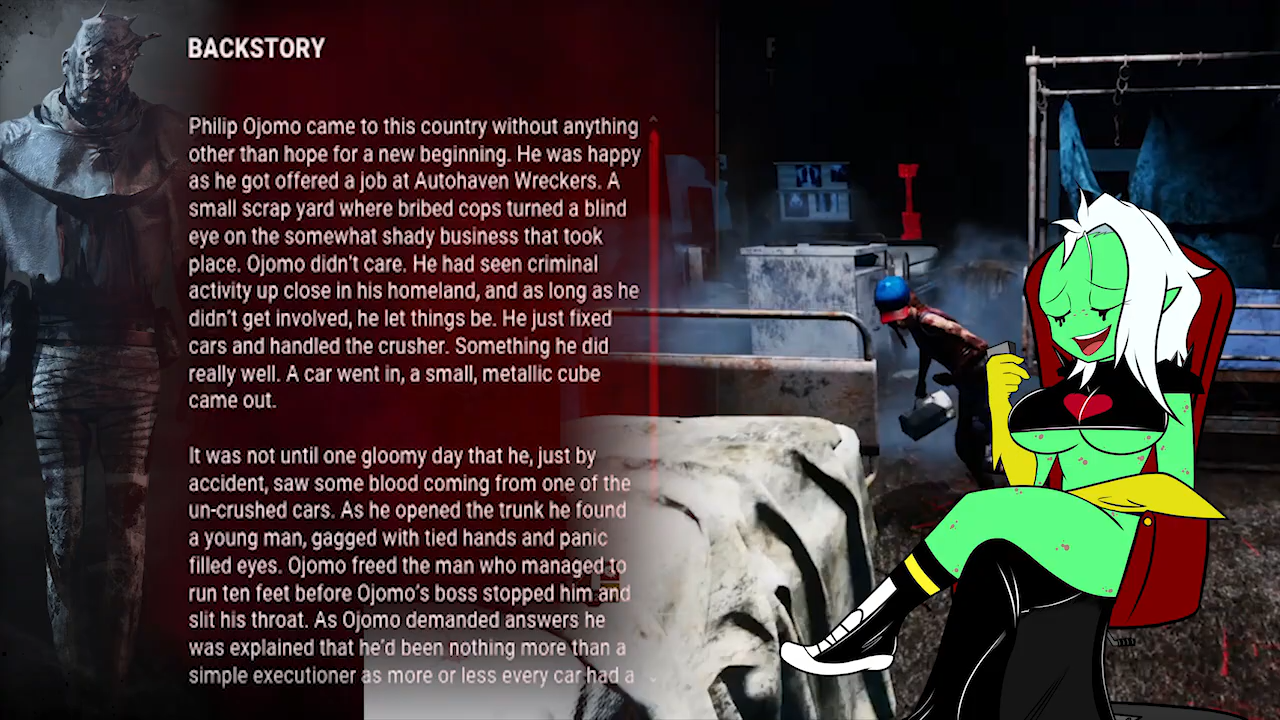 BACKSTORY
Philip Ojomo came to this country without anything
other than hope for a new beginning. He was happy
as he got offered a job at Autohaven Wreckers. A
small scrap yard where bribed cops turned a blind
eye on the somewhat shady business that took
place. Ojomo didn't care. He had seen criminal
activity up close in his homeland, and as long as he
didn't get involved, he let things be. He just fixed
cars and handled the crusher. Something he did
really well. A car went in, a small, metallic cube
came out.
It was not until one gloomy day that he, just by
accident, saw some blood coming from one of the
un-crushed cars. As he opened the trunk he found
a young man, gagged with tied hands and panic
filled eyes. Ojomo freed the man who managed to
run ten feet before Ojomo's boss stopped him and
slit his throat. As Ojomo demanded answers he
was explained that he'd been nothing more than a
simple executioner as more or less every car had a